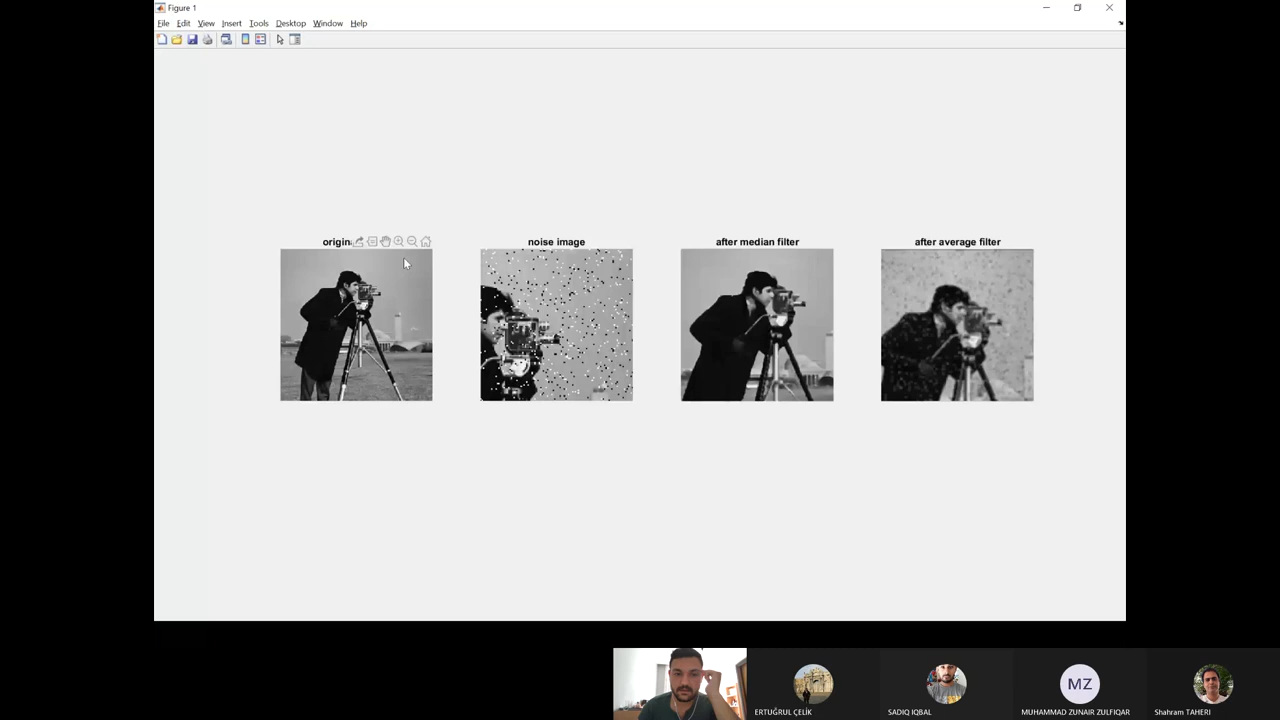 Figure 1
File Edit View Insert Tools Desktop Window Help
origin
noise image
after median filter
after average filter
MZ
ERTUĞRUL ÇELİK
SADIQ IQBAL
MUHAMMAD ZUNAIR ZULFIQAR
Shahram TAHERI